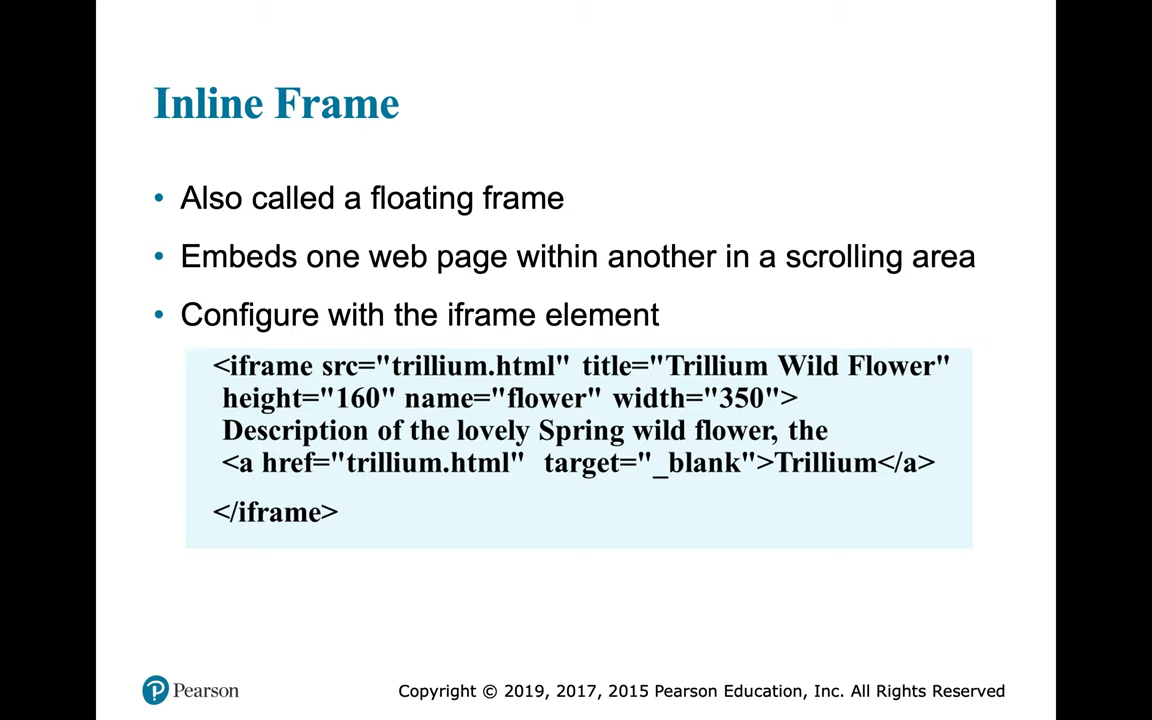 Inline Frame
• Also called a floating frame
• Embeds one web page within another in a scrolling area
• Configure with the iframe element
<iframe src="trillium.html" title="Trillium Wild Flower"
height="160" name="flower" width="350">
Description of the lovely Spring wild flower, the
<a href="trillium.html" target="_blank">Trillium</a>
</iframe>
P Pearson
Copyright © 2019, 2017, 2015 Pearson Education, Inc. All Rights Reserved